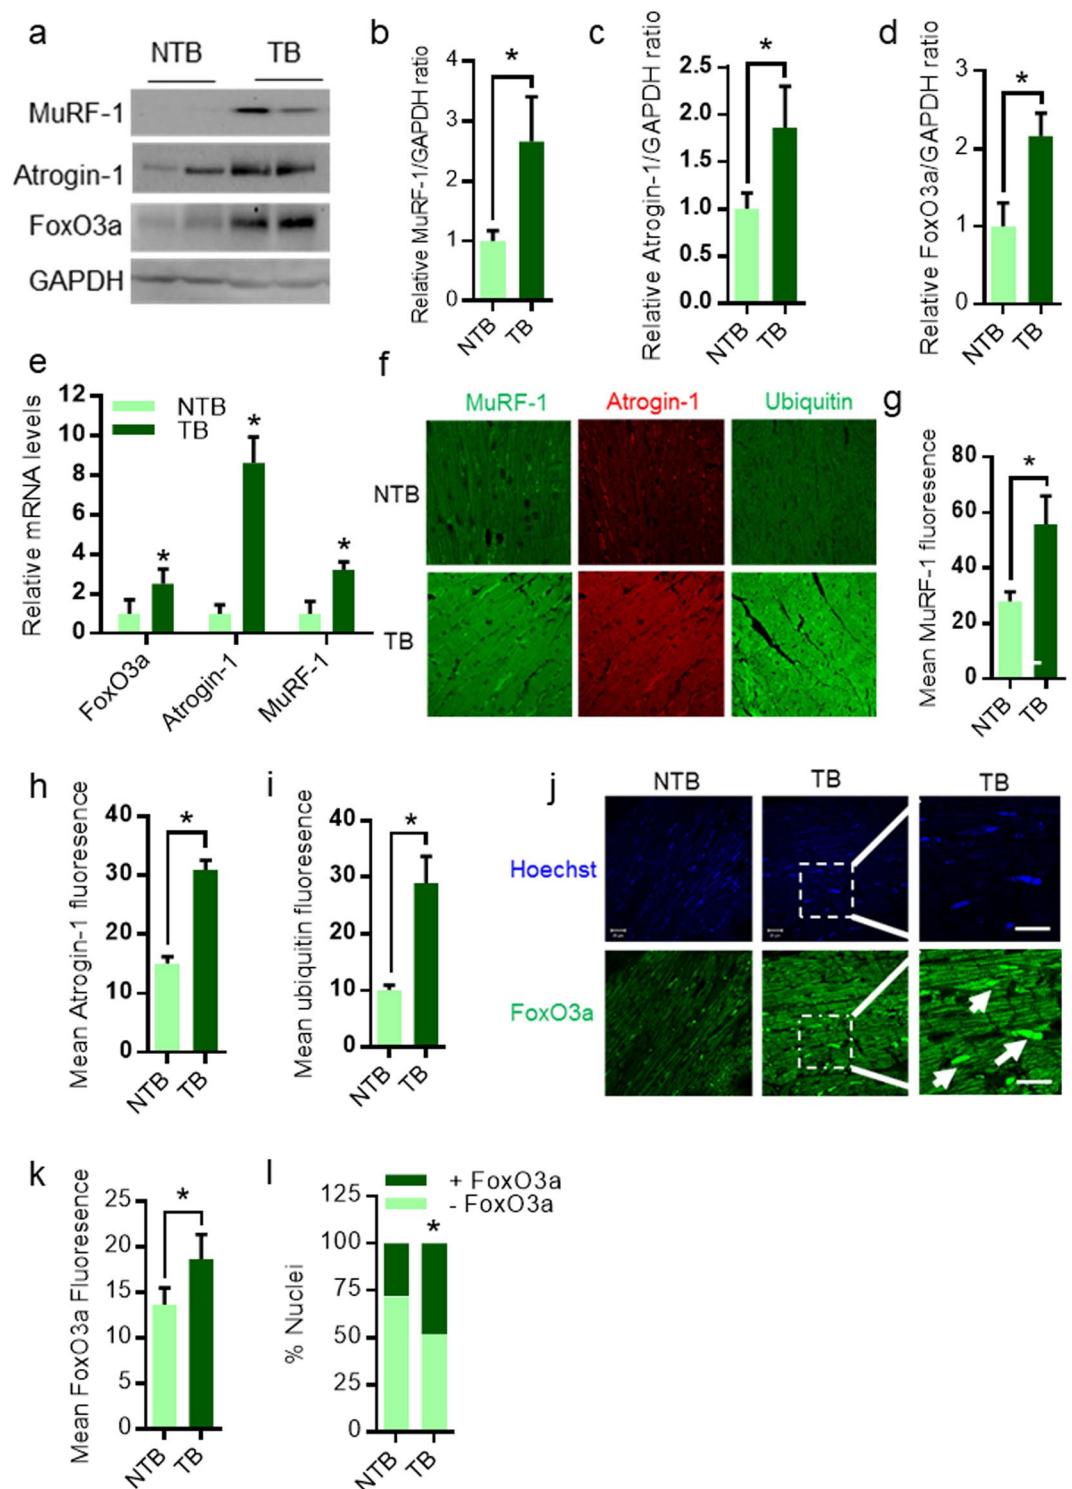 a
NTB TB
MuRF-1
Atrogin-1
FoxO3a
GAPDH
b
Relative MuRF-1/GAPDH ratio
4
3
2
1
0
*
NTB TB
c
Relative Atrogin-1/GAPDH ratio
2.5
2.0
1.5
1.0
0.5
0.0
*
NTB TB
d
Relative FoxO3a/GAPDH ratio
3
2
1
0
*
NTB TB
e
Relative mRNA levels
12
10
8
6
4
2
0
NTB
TB
* * *
FoxO3a Atrogin-1 MuRF-1
f
MuRF-1 Atrogin-1 Ubiquitin
NTB
TB
g
Mean MuRF-1 fluoresence
80
60
40
20
0
*
NTB TB
h
Mean Atrogin-1 fluoresence
40
30
20
10
0
*
NTB TB
i
Mean ubiquitin fluoresence
40
30
20
10
0
*
NTB TB
j
NTB TB TB
Hoechst
FoxO3a
k
Mean FoxO3a Fluoresence
25
20
15
10
5
0
*
NTB TB
l
+ FoxO3a
- FoxO3a
% Nuclei
125
100
75
50
25
0
*
NTB TB